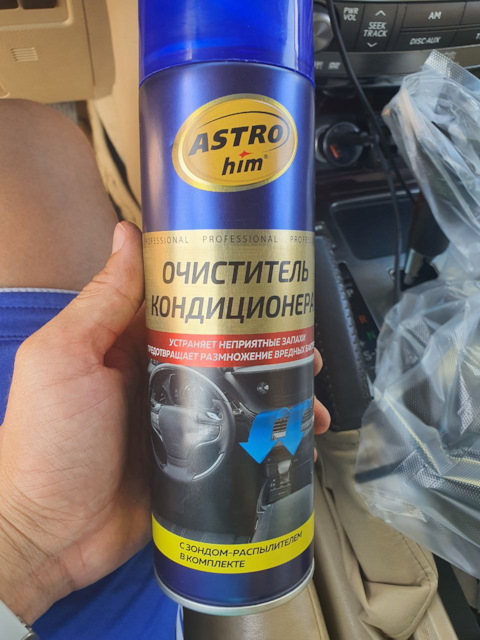 PWR
VOL
SEEK
TRACK
AM
DISC·AUX
ASTRO
him®
PROFESSIONAL PROFESSIONAL
ОЧИСТИТЕЛЬ
КОНДИЦИОНЕРА
УСТРАНЯЕТ НЕПРИЯТНЫЕ ЗАПАХИ
ПРЕДОТВРАЩАЕТ РАЗМНОЖЕНИЕ ВРЕДНЫХ
С ЗОНДОМ-РАСПЫЛИТЕЛЕМ
В КОМПЛЕКТЕ